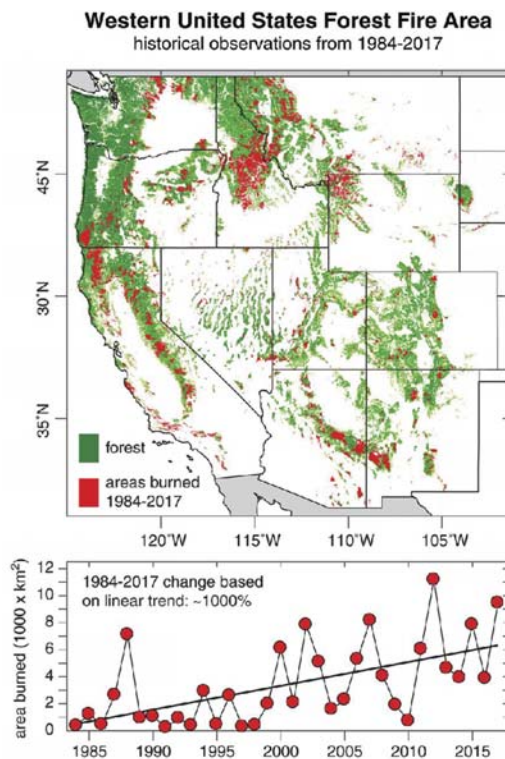 Western United States Forest Fire Area
historical observations from 1984-2017
45°N
30°N
35°N
forest
areas burned
1984-2017
120°W
115°W
110°W
105°W
12
10
8
6
4
2
0
area burned (1000 x km²)
1984-2017 change based
on linear trend: ~1000%
1985
1990
1995
2000
2005
2010
2015